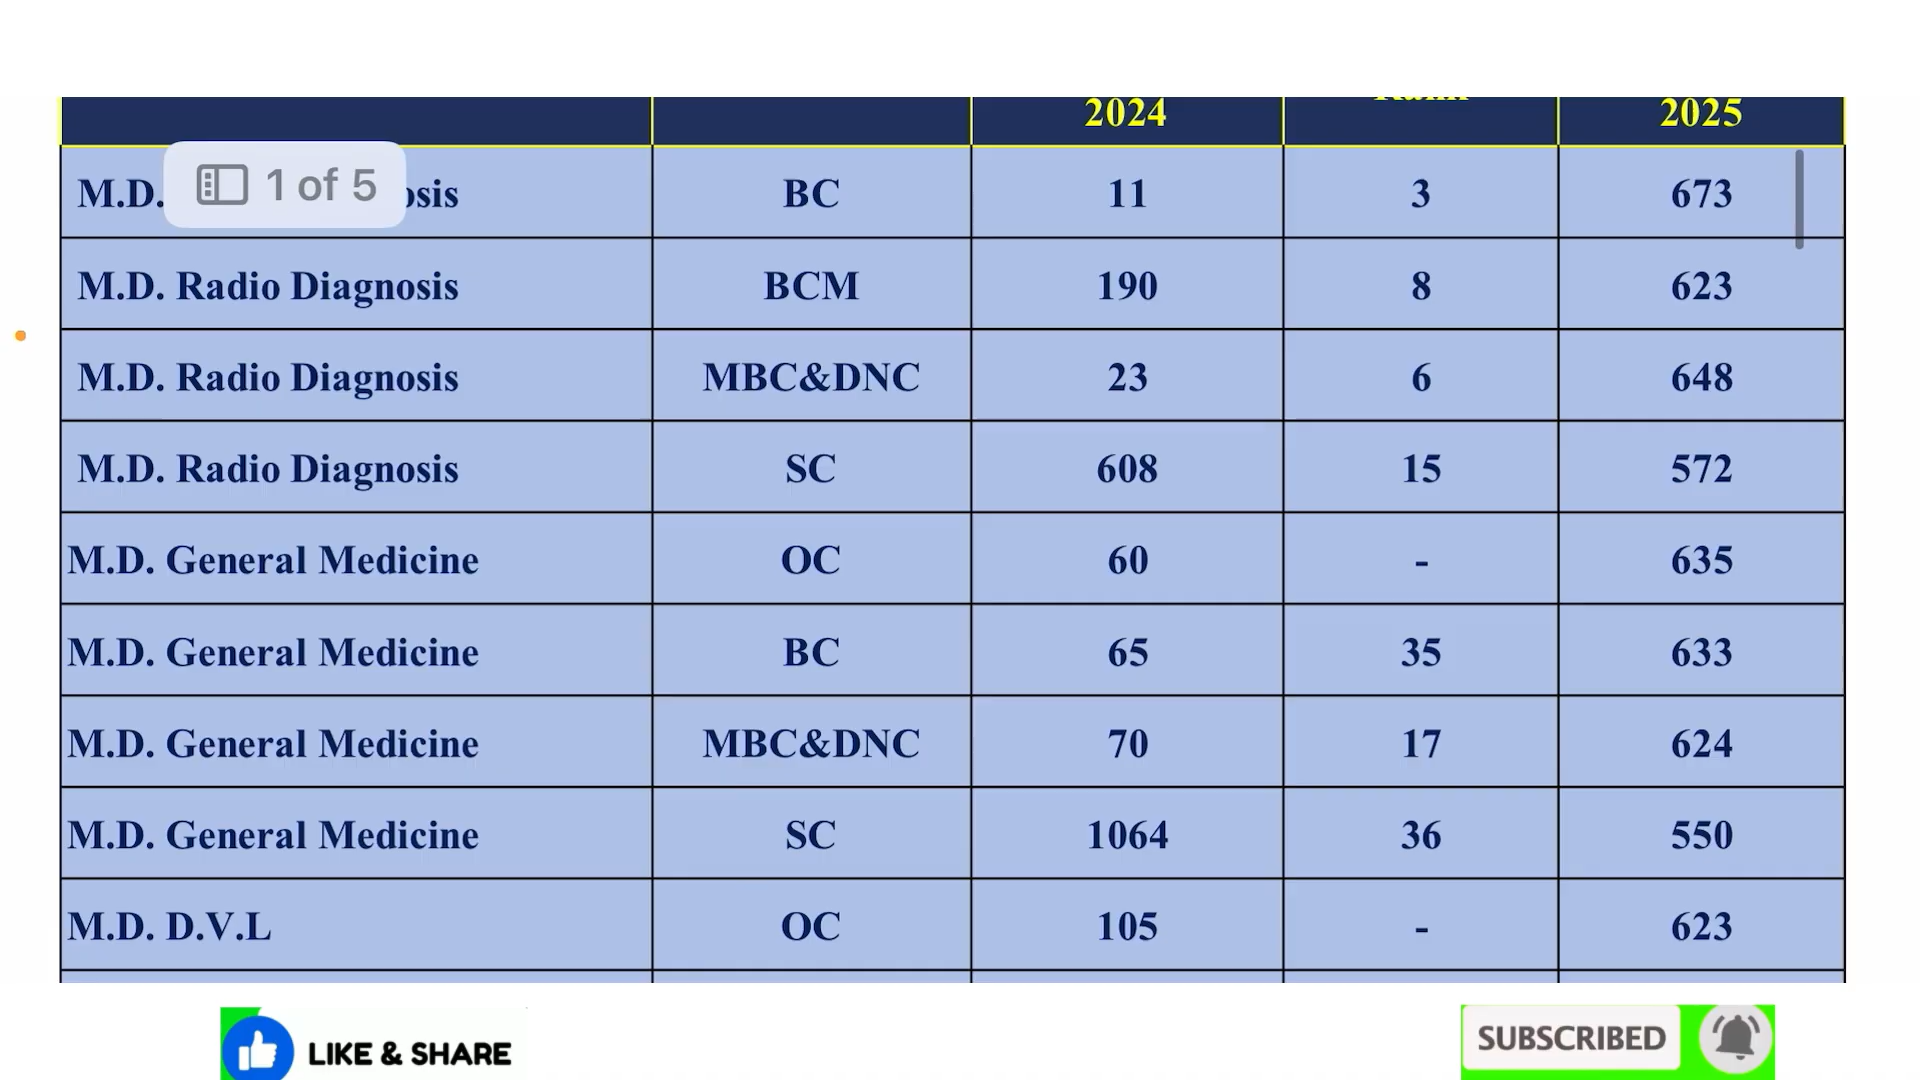 2024 2025
M.D. BC 11 3 673
1 of 5
M.D. Radio Diagnosis BCM 190 8 623
M.D. Radio Diagnosis MBC&DNC 23 6 648
M.D. Radio Diagnosis SC 608 15 572
M.D. General Medicine OC 60 - 635
M.D. General Medicine BC 65 35 633
M.D. General Medicine MBC&DNC 70 17 624
M.D. General Medicine SC 1064 36 550
M.D. D.V.L OC 105 - 623
LIKE & SHARE
SUBSCRIBED